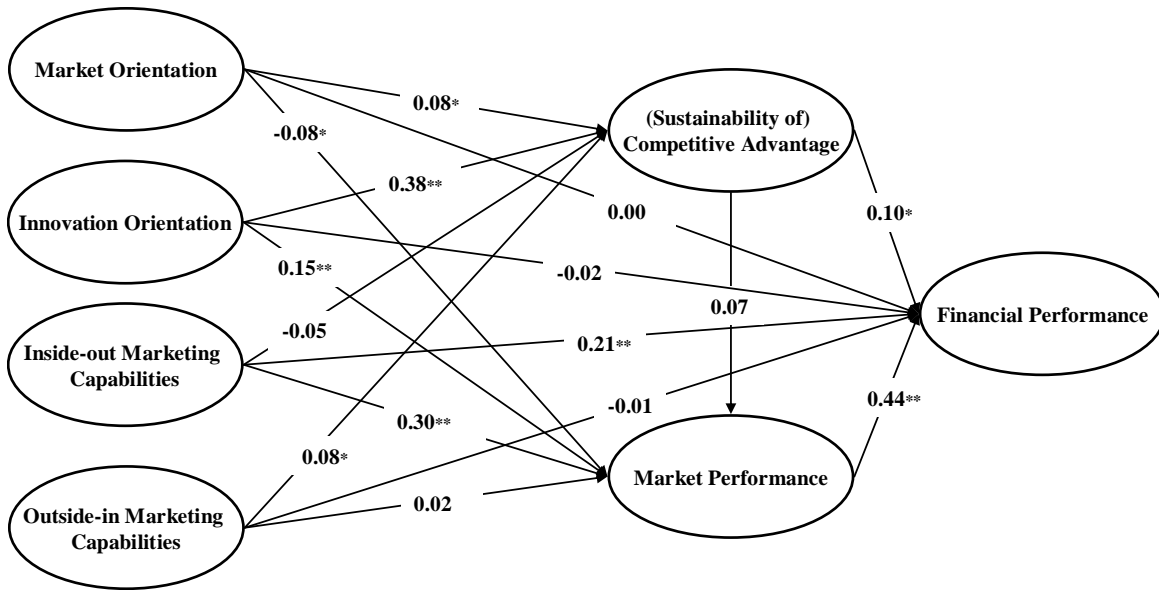 Market Orientation
0.08*
(Sustainability of)
Competitive Advantage
-0.08*
0.38**
Innovation Orientation
0.00
0.10*
0.15**
-0.02
0.07
Financial Performance
-0.05
Inside-out Marketing
Capabilities
0.21**
0.30**
-0.01
0.44**
0.08*
Market Performance
0.02
Outside-in Marketing
Capabilities